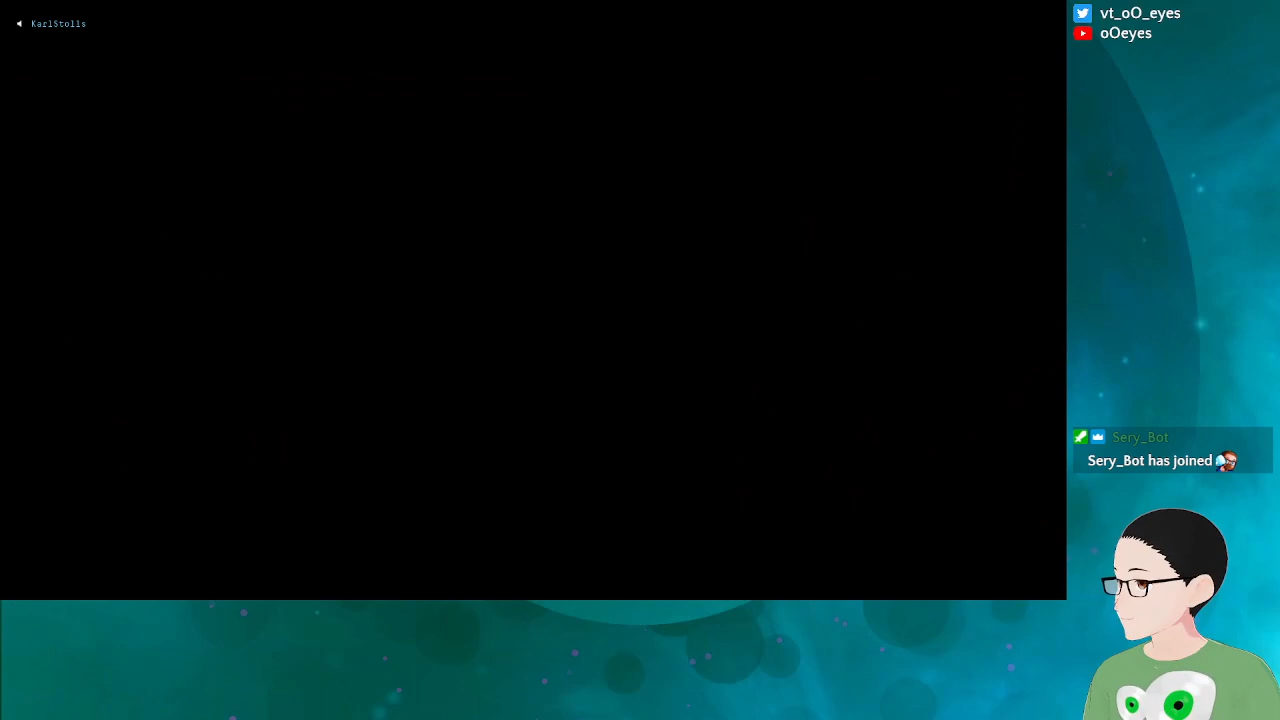 KarlStolls
vt_oO_eyes
oOeyes
Sery_Bot
Sery_Bot has joined